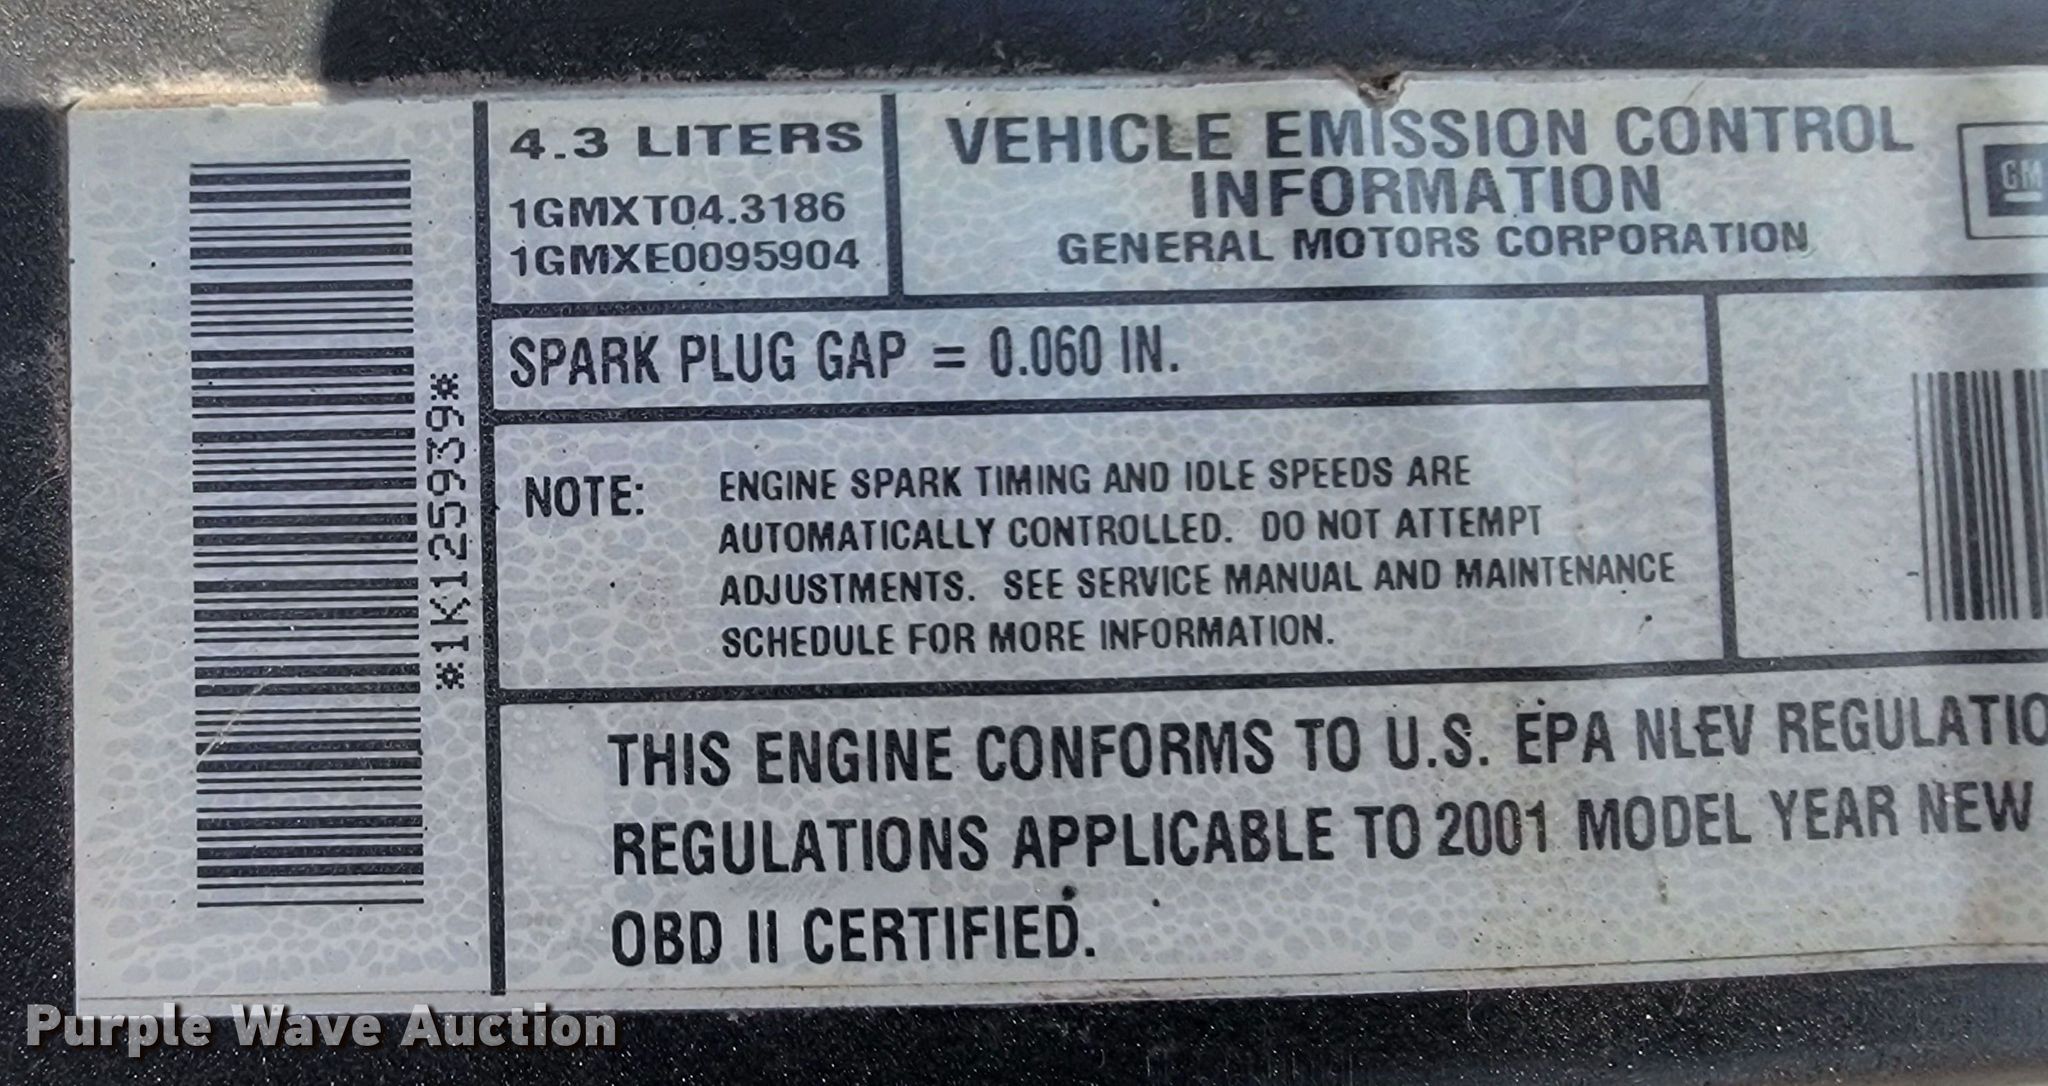 *1K125939*
4.3 LITERS
1GMXT04.3186
1GMXE0095904
VEHICLE EMISSION CONTROL
INFORMATION
GENERAL MOTORS CORPORATION
GM
SPARK PLUG GAP = 0.060 IN.
NOTE: ENGINE SPARK TIMING AND IDLE SPEEDS ARE
AUTOMATICALLY CONTROLLED. DO NOT ATTEMPT
ADJUSTMENTS. SEE SERVICE MANUAL AND MAINTENANCE
SCHEDULE FOR MORE INFORMATION.
THIS ENGINE CONFORMS TO U.S. EPA NLEV REGULATIO
REGULATIONS APPLICABLE TO 2001 MODEL YEAR NEW
OBD II CERTIFIED.
Purple Wave Auction